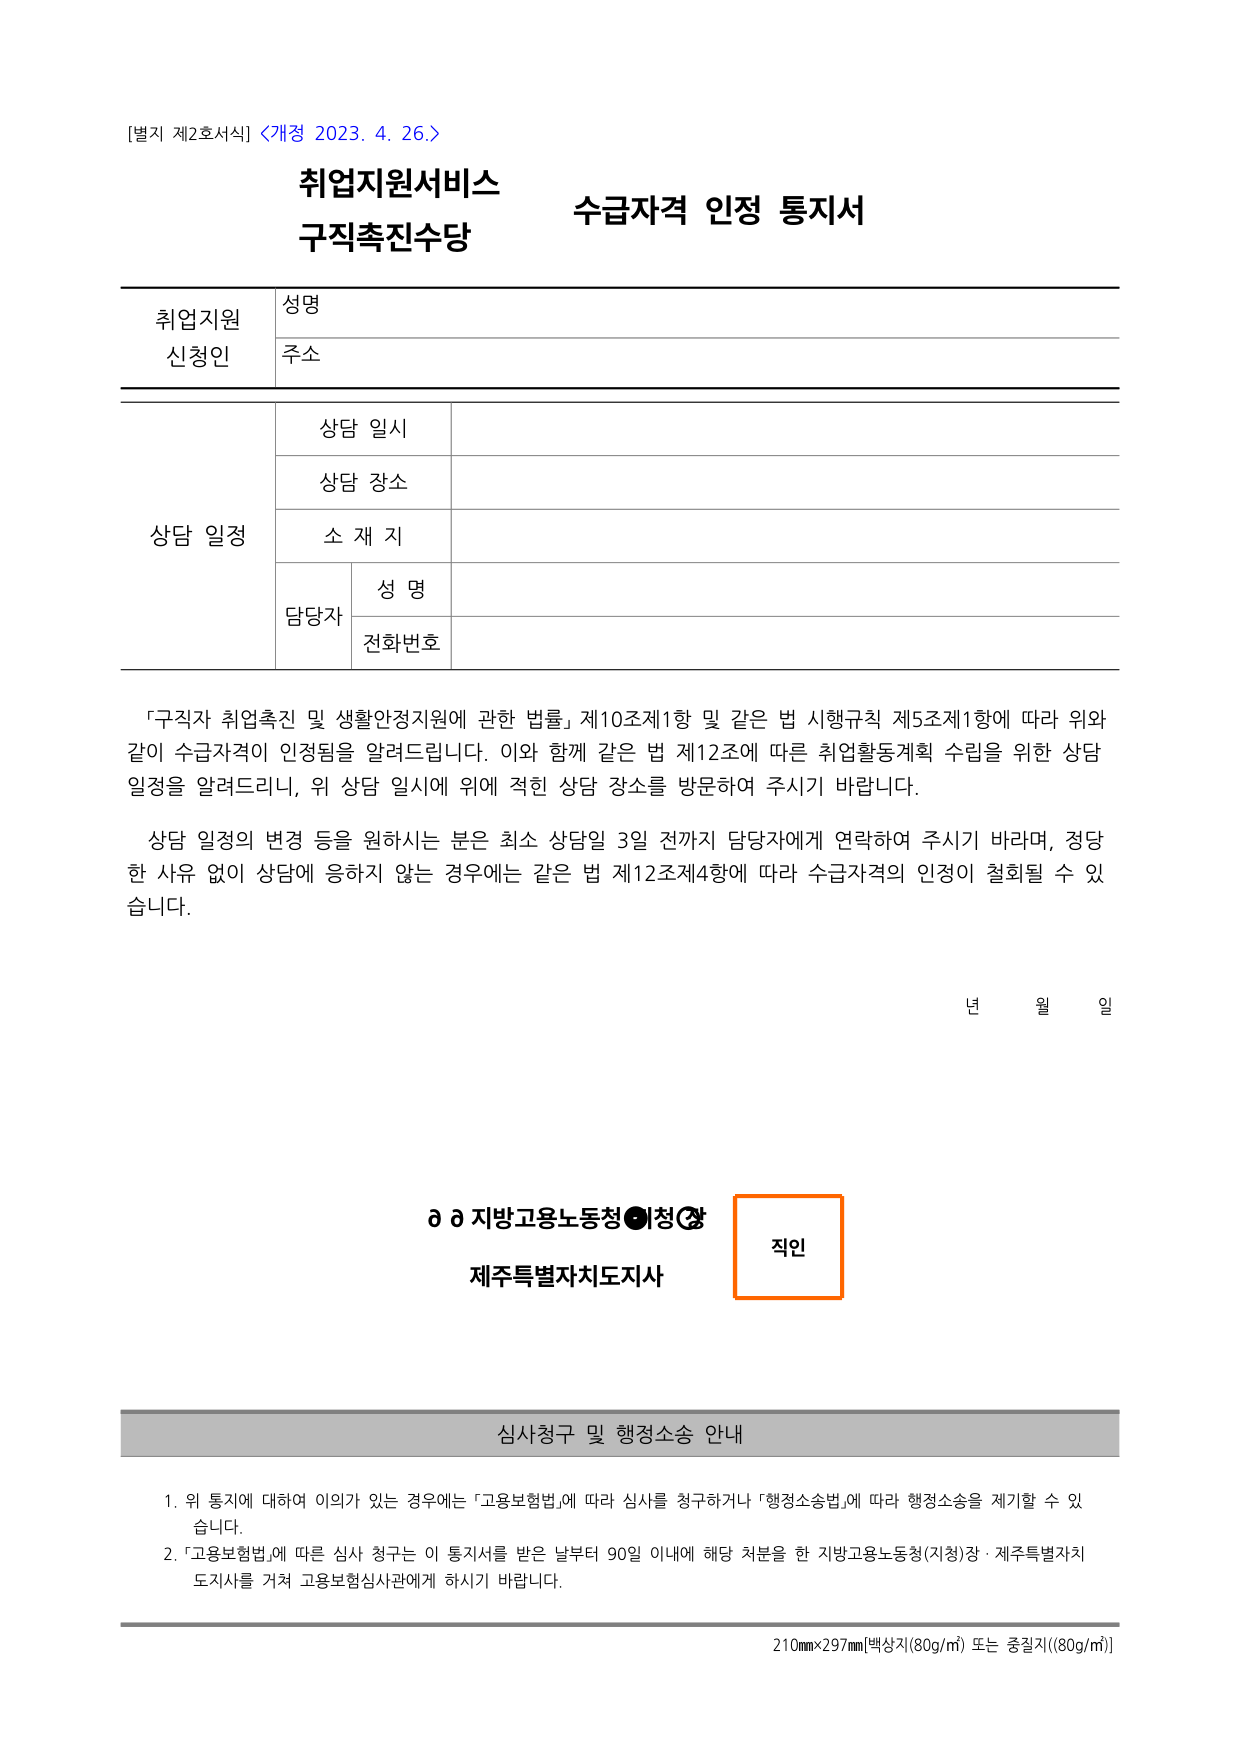 [별지 제2호서식] <개정 2023. 4. 26.>
취업지원서비스
구직촉진수당
수급자격 인정 통지서
취업지원
신청인
성명
주소
상담 일정
상담 일시
상담 장소
소 재 지
담당자
성 명
전화번호
「구직자 취업촉진 및 생활안정지원에 관한 법률」 제10조제1항 및 같은 법 시행규칙 제5조제1항에 따라 위와
같이 수급자격이 인정됨을 알려드립니다. 이와 함께 같은 법 제12조에 따른 취업활동계획 수립을 위한 상담
일정을 알려드리니, 위 상담 일시에 위에 적힌 상담 장소를 방문하여 주시기 바랍니다.
상담 일정의 변경 등을 원하시는 분은 최소 상담일 3일 전까지 담당자에게 연락하여 주시기 바라며, 정당
한 사유 없이 상담에 응하지 않는 경우에는 같은 법 제12조제4항에 따라 수급자격의 인정이 철회될 수 있
습니다.
년 월 일
∂ ∂ 지방고용노동청 지청 장
직인
제주특별자치도지사
심사청구 및 행정소송 안내
1. 위 통지에 대하여 이의가 있는 경우에는 「고용보험법」에 따라 심사를 청구하거나 「행정소송법」에 따라 행정소송을 제기할 수 있
습니다.
2. 「고용보험법」에 따른 심사 청구는 이 통지서를 받은 날부터 90일 이내에 해당 처분을 한 지방고용노동청(지청)장ㆍ제주특별자치
도지사를 거쳐 고용보험심사관에게 하시기 바랍니다.
210㎜×297㎜[백상지(80g/㎡) 또는 중질지((80g/㎡)]